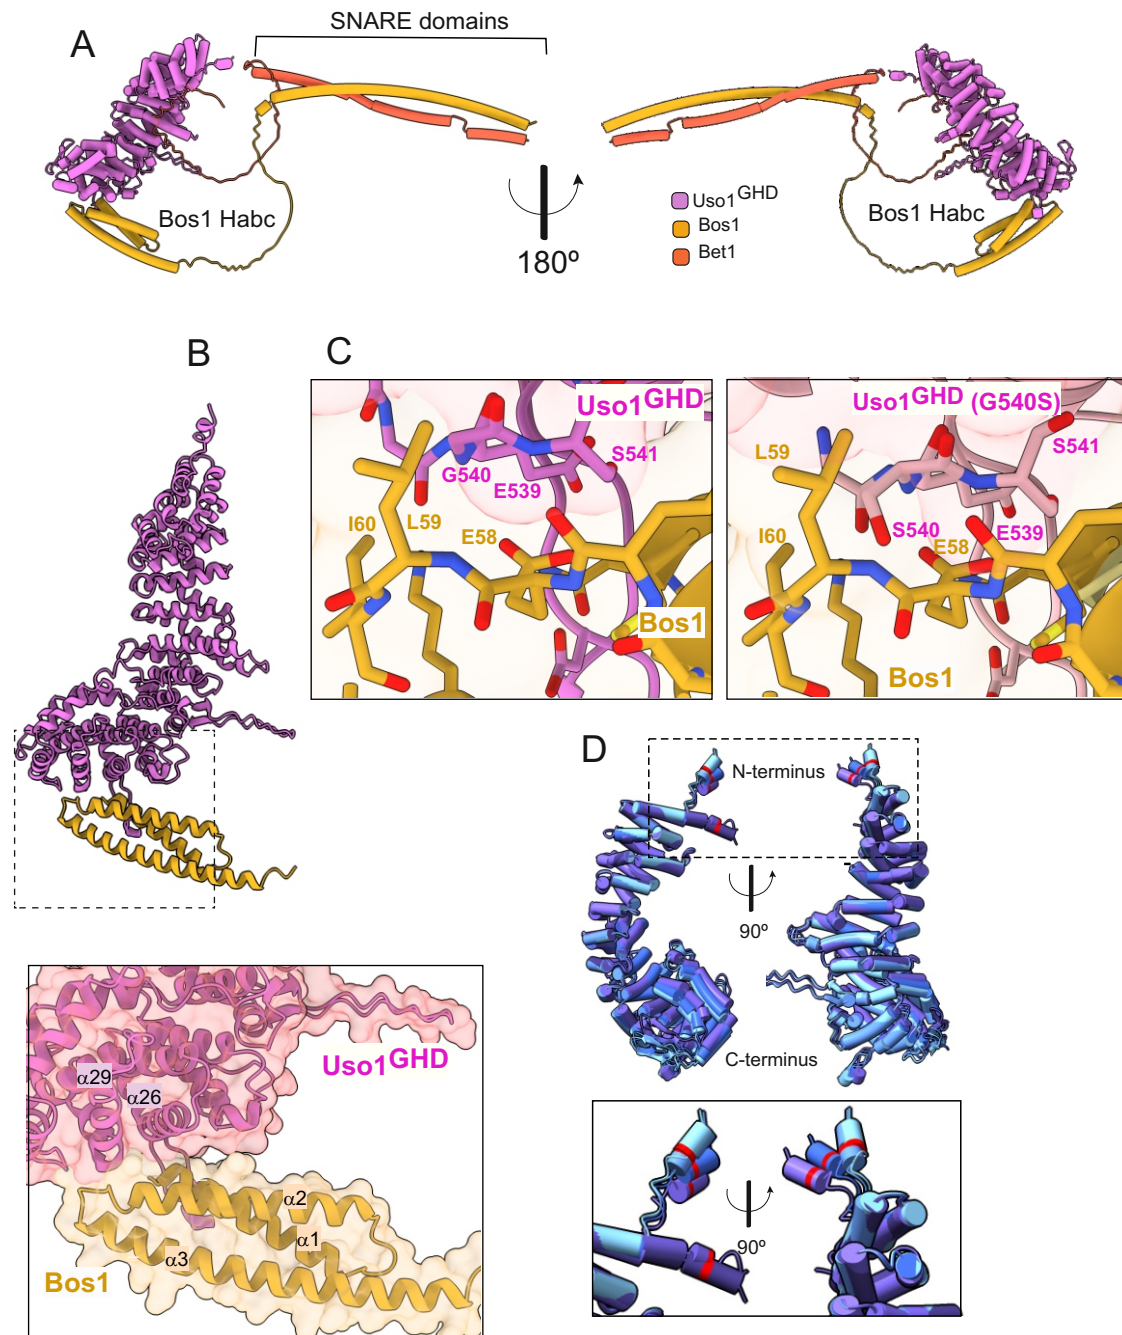 A
SNARE domains
Bos1 Habc
Bos1 Habc
180º
Uso1GHD
Bos1
Bet1
B
C
Uso1GHD
S541
G540
E539
L59
I60
E58
Bos1
Uso1GHD (G540S)
L59
S541
I60
S540
E58
E539
Bos1
D
N-terminus
90º
C-terminus
α29
α26
Uso1GHD
α2
α1
α3
Bos1
90º